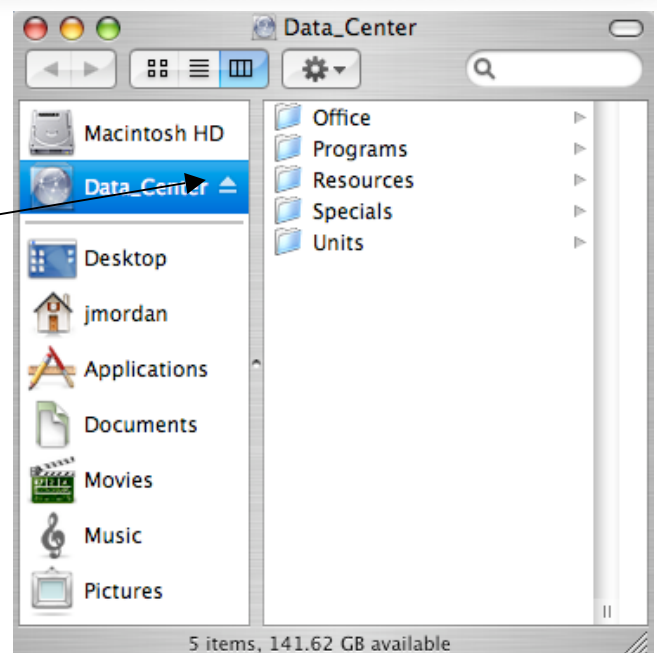 Data_Center
Macintosh HD
Data_Center
Desktop
jmordan
Applications
Documents
Movies
Music
Pictures
Office
Programs
Resources
Specials
Units
5 items, 141.62 GB available